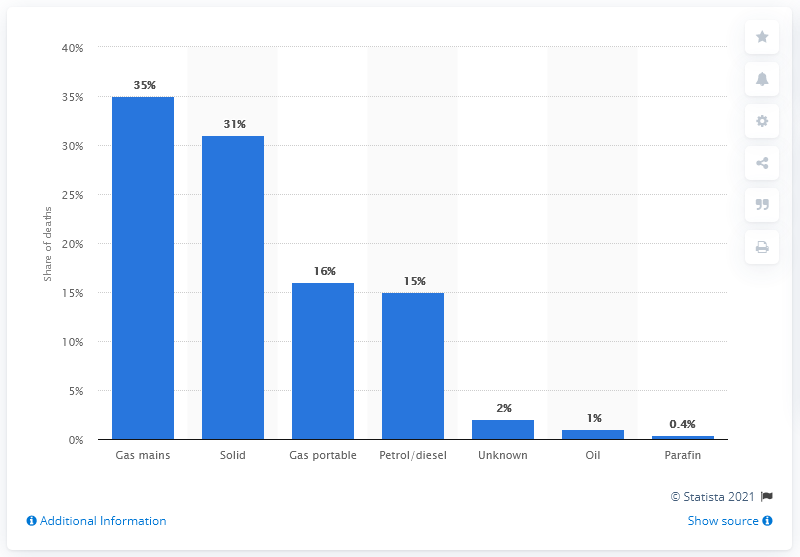 40%
35%
30%
25%
20%
15%
10%
5%
0%
Share of deaths
35%
31%
16%
15%
2%
1%
0.4%
Gas mains
Solid
Gas portable
Petrol/diesel
Unknown
Oil
Parafin
© Statista 2021
Additional Information
Show source